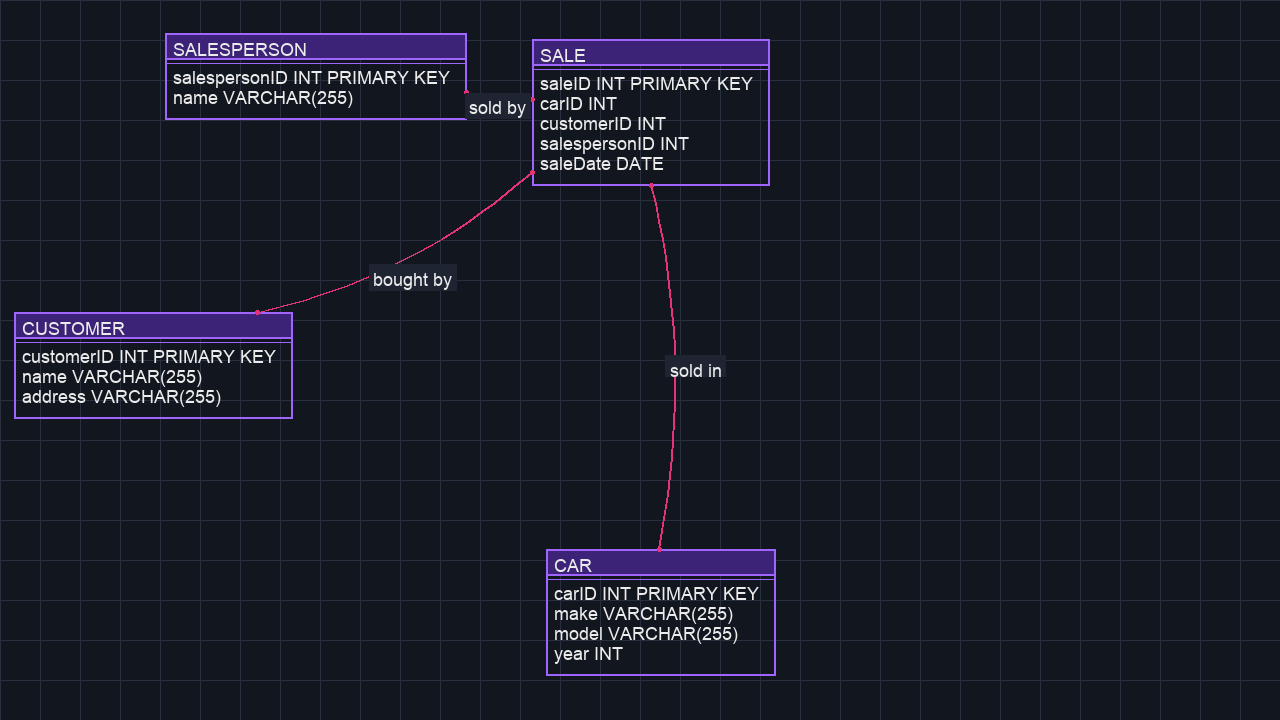 SALESPERSON
salespersonID INT PRIMARY KEY
name VARCHAR(255)
sold by
SALE
saleID INT PRIMARY KEY
carID INT
customerID INT
salespersonID INT
saleDate DATE
bought by
CUSTOMER
customerID INT PRIMARY KEY
name VARCHAR(255)
address VARCHAR(255)
sold in
CAR
carID INT PRIMARY KEY
make VARCHAR(255)
model VARCHAR(255)
year INT